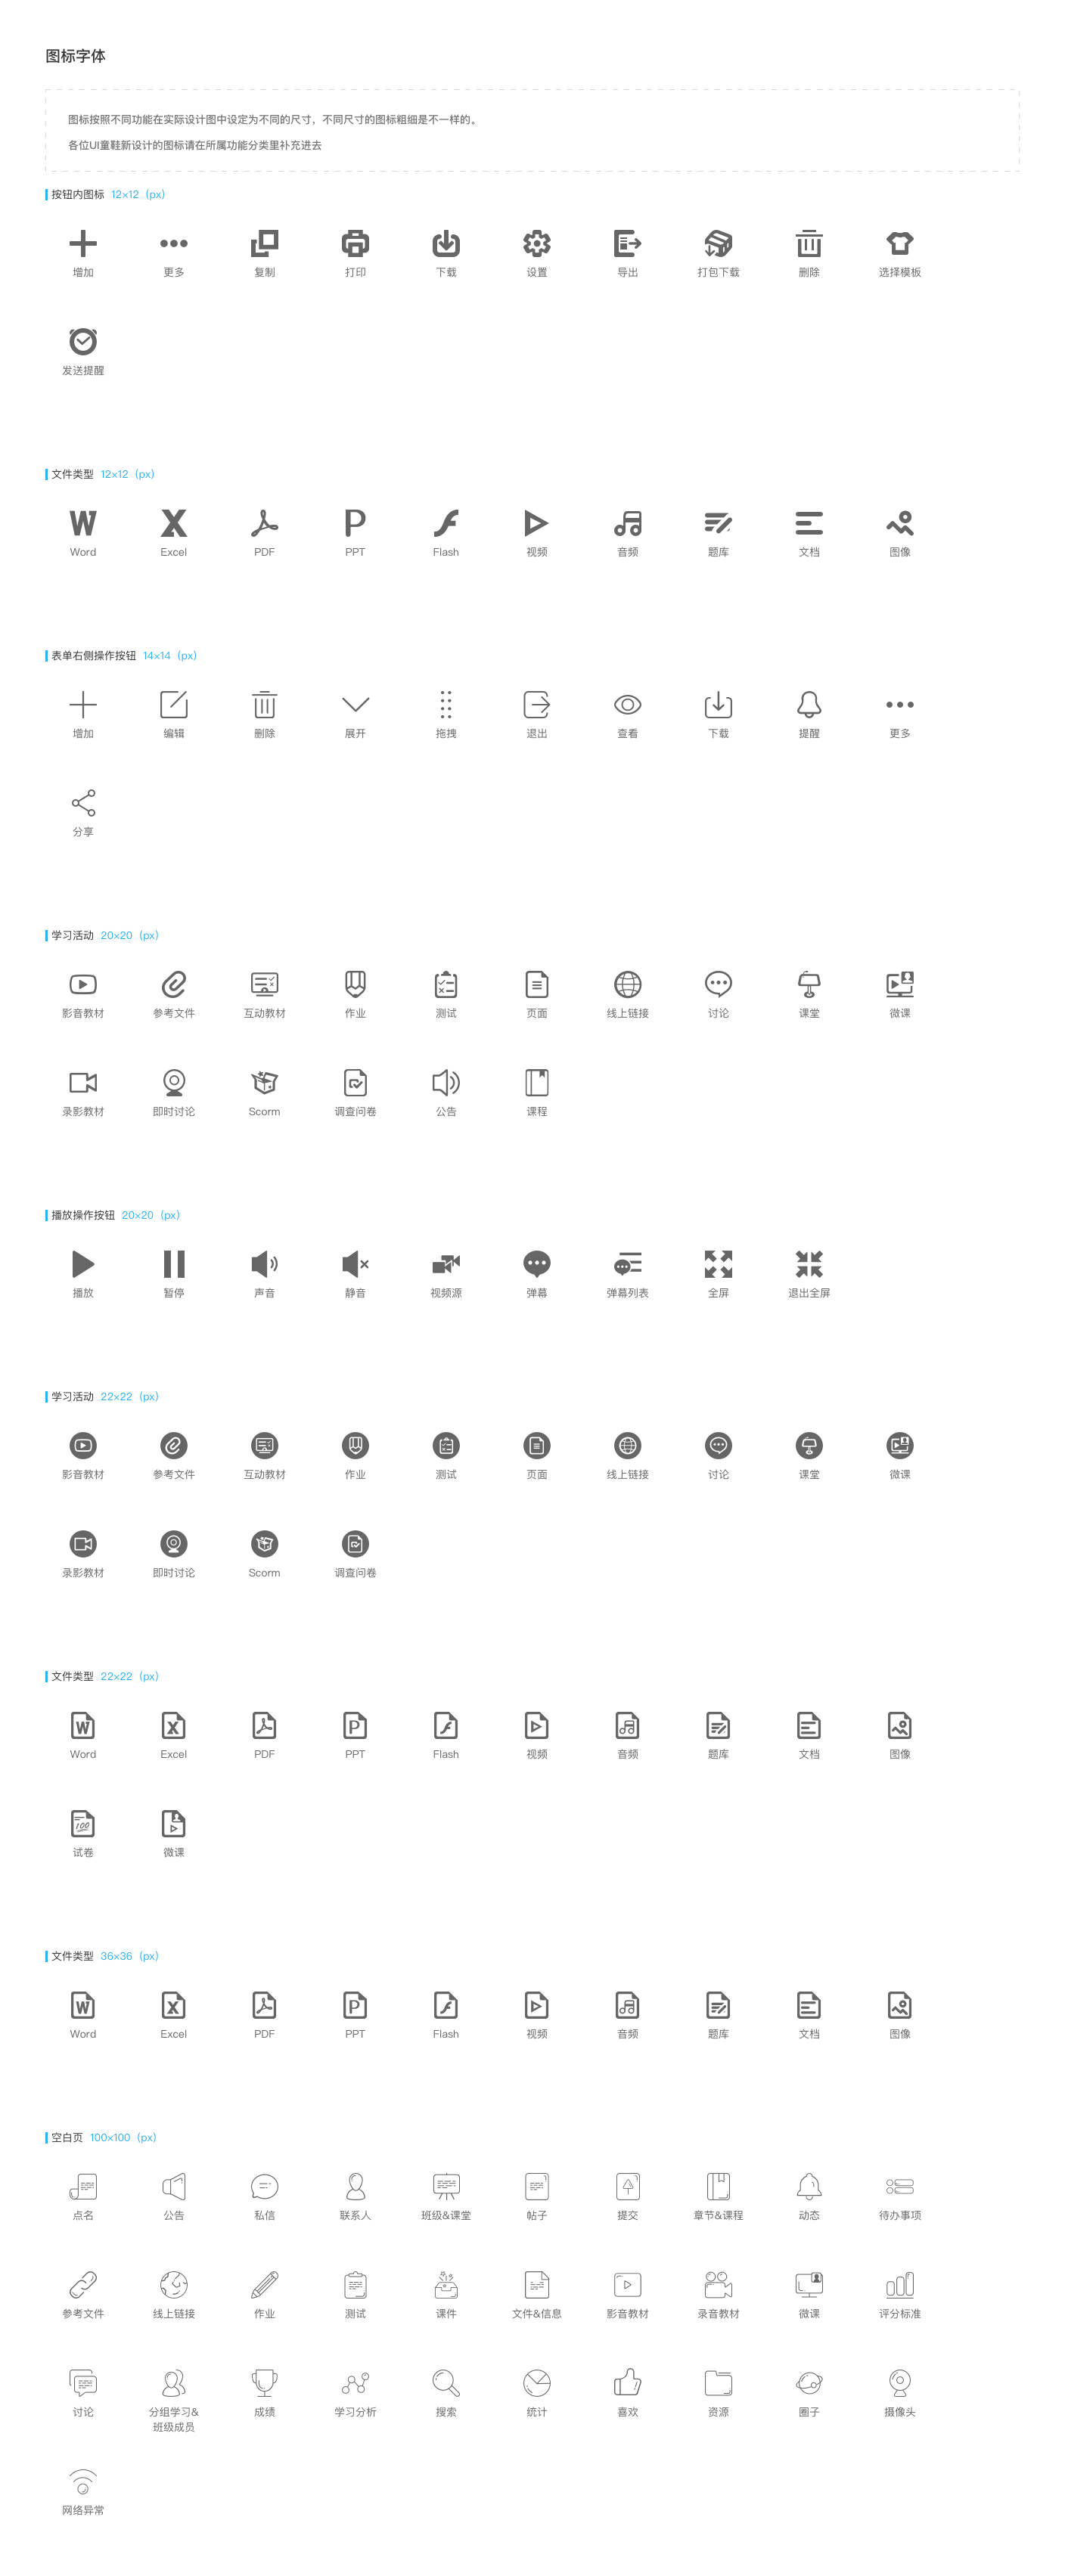 图标字体
图标按照不同功能在实际设计图中设定为不同的尺寸，不同尺寸的图标粗细是不一样的。
各位UI童鞋新设计的图标请在所属功能分类里补充进去
按钮内图标 12×12（px）
增加 更多 复制 打印 下载 设置 导出 打包下载 删除 选择模板
发送提醒
文件类型 12×12（px）
Word Excel PDF PPT Flash 视频 音频 题库 文档 图像
表单右侧操作按钮 14×14（px）
增加 编辑 删除 展开 拖拽 退出 查看 下载 提醒 更多
分享
学习活动 20×20（px）
影音教材 参考文件 互动教材 作业 测试 页面 线上链接 讨论 课堂 微课
录影教材 即时讨论 Scorm 调查问卷 公告 课程
播放操作按钮 20×20（px）
播放 暂停 声音 静音 视频源 弹幕 弹幕列表 全屏 退出全屏
学习活动 22×22（px）
影音教材 参考文件 互动教材 作业 测试 页面 线上链接 讨论 课堂 微课
录影教材 即时讨论 Scorm 调查问卷
文件类型 22×22（px）
Word Excel PDF PPT Flash 视频 音频 题库 文档 图像
100
试卷 微课
文件类型 36×36（px）
Word Excel PDF PPT Flash 视频 音频 题库 文档 图像
空白页 100×100（px）
点名 公告 私信 联系人 班级&课堂 帖子 提交 章节&课程 动态 待办事项
参考文件 线上链接 作业 测试 课件 文件&信息 影音教材 录音教材 微课 评分标准
讨论 分组学习& 成绩 学习分析 搜索 统计 喜欢 资源 圈子 摄像头
班级成员
网络异常